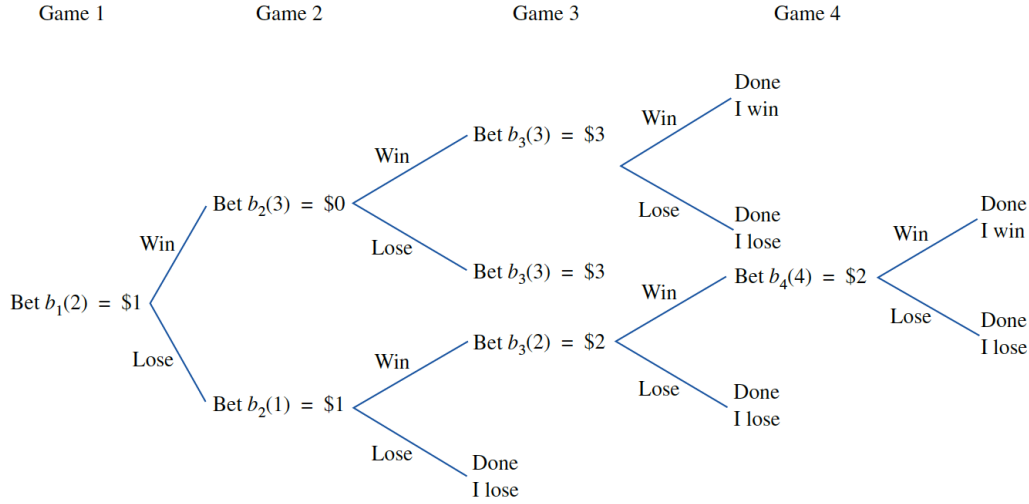 Game 1
Game 2
Game 3
Game 4
Done
I win
Win
Bet b₃(3) = $3
Win
Bet b₂(3) = $0
Lose
Done
I lose
Done
I win
Win
Win
Lose
Bet b₃(3) = $3
Bet b₄(4) = $2
Bet b₁(2) = $1
Win
Lose
Done
I lose
Bet b₃(2) = $2
Lose
Win
Lose
Done
I lose
Bet b₂(1) = $1
Lose
Done
I lose